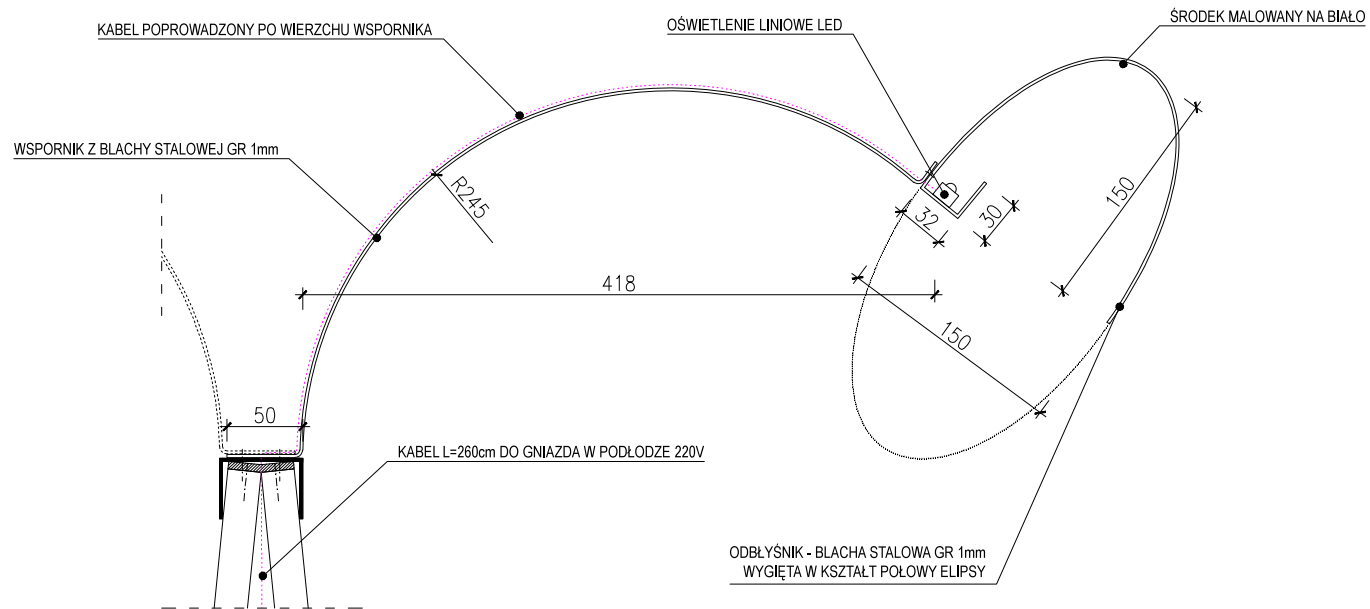 ŚRODEK MALOWANY NA BIAŁO
OŚWIETLENIE LINIOWE LED
KABEL POPROWADZONY PO WIERZCHU WSPORNIKA
WSPORNIK Z BLACHY STALOWEJ GR 1mm
R245
32
30
150
418
150
50
KABEL L=260cm DO GNIAZDA W PODŁODZE 220V
ODBŁYŚNIK - BLACHA STALOWA GR 1mm
WYGIĘTA W KSZTAŁT POŁOWY ELIPSY